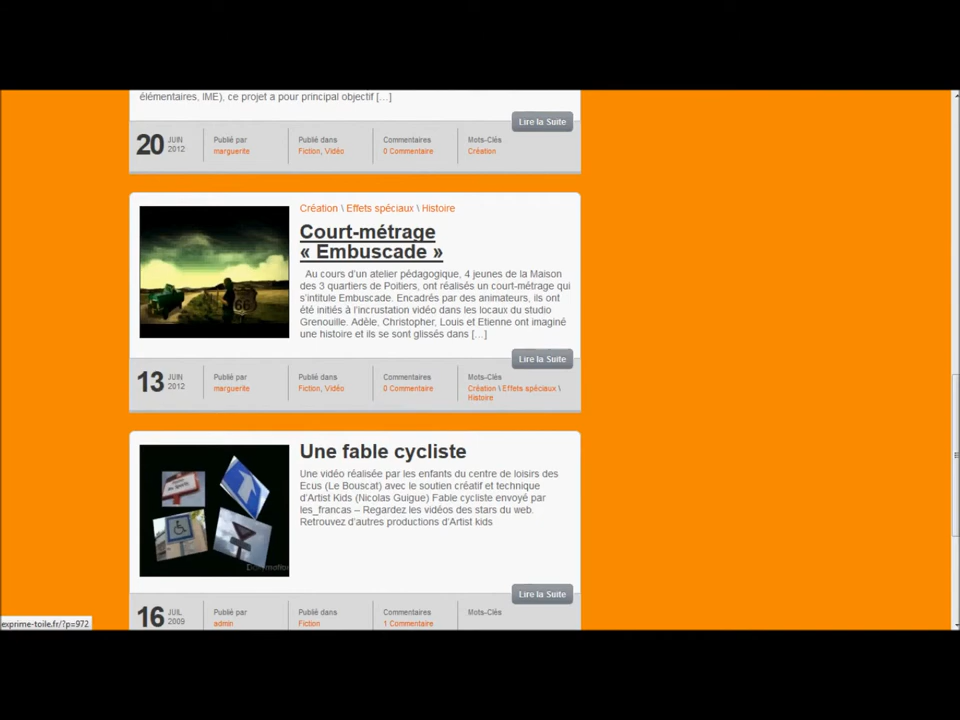 élémentaires, IME), ce projet a pour principal objectif […]
Lire la Suite
20 JUIN 2012
Publié par
marguerite
Publié dans
Fiction, Vidéo
Commentaires
0 Commentaire
Mots-Clés
Création
Création \ Effets spéciaux \ Histoire
Court-métrage
« Embuscade »
Au cours d’un atelier pédagogique, 4 jeunes de la Maison
des 3 quartiers de Poitiers, ont réalisés un court-métrage qui
s’intitule Embuscade. Encadrés par des animateurs, ils ont
été initiés à l’incrustation vidéo dans les locaux du studio
Grenouille. Adèle, Christopher, Louis et Etienne ont imaginé
une histoire et ils se sont glissés dans […]
66
Lire la Suite
13 JUIN 2012
Publié par
marguerite
Publié dans
Fiction, Vidéo
Commentaires
0 Commentaire
Mots-Clés
Création \ Effets spéciaux \
Histoire
Une fable cycliste
Une vidéo réalisée par les enfants du centre de loisirs des
Ecus (Le Bouscat) avec le soutien créatif et technique
d’Artist Kids (Nicolas Guigue) Fable cycliste envoyé par
les_francas – Regardez les vidéos des stars du web.
Retrouvez d’autres productions d’Artist kids
Lire la Suite
16 JUIL 2009
Publié par
admin
Publié dans
Fiction
Commentaires
1 Commentaire
Mots-Clés
exprime-toile.fr/?p=972